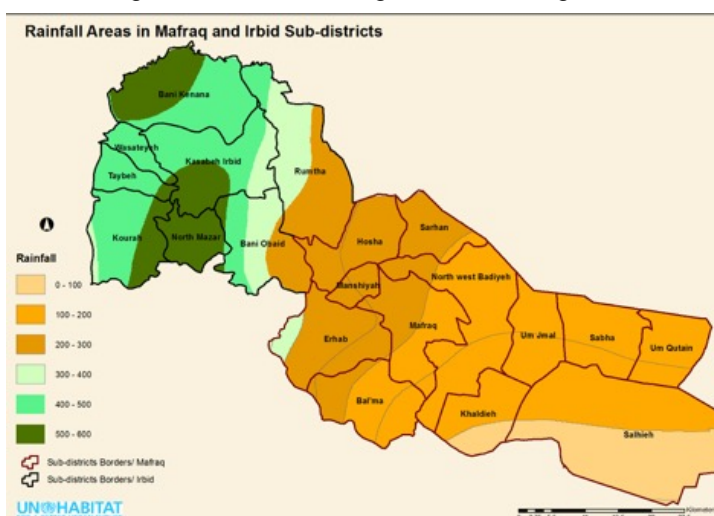 Rainfall Areas in Mafraq and Irbid Sub-districts
Bani Kenana
Wasateyeh
Kasabeh Irbid
Taybeh
Rumtha
Kourah
North Mazar
Bani Obaid
Hosha
Sarhan
Manshiyah
North west Badiyeh
Erhab
Mafraq
Um Jmal
Sabha
Um Qutain
Bal'ma
Khaldieh
Salhieh
Rainfall
0 - 100
100 - 200
200 - 300
300 - 400
400 - 500
500 - 600
Sub-districts Borders/ Mafraq
Sub-districts Borders/ Irbid
UN HABITAT
Kilometers